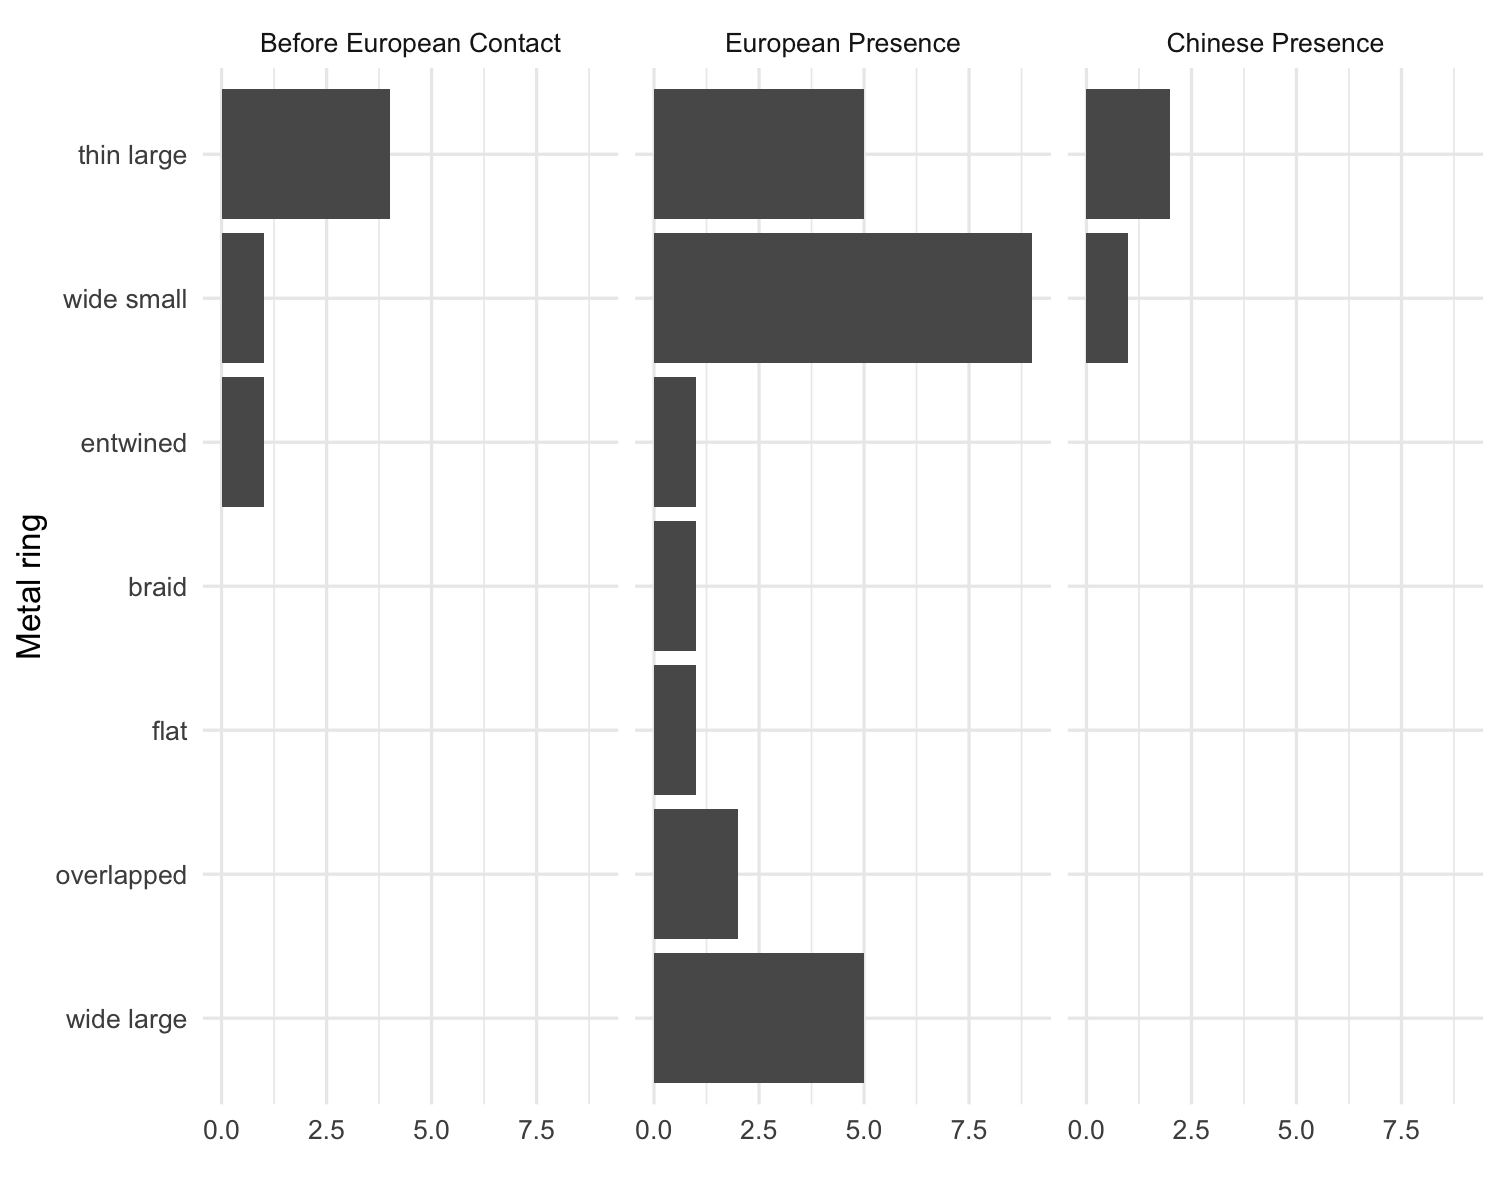 Before European Contact
European Presence
Chinese Presence
Metal ring
thin large
wide small
entwined
braid
flat
overlapped
wide large
0.0 2.5 5.0 7.5
0.0 2.5 5.0 7.5
0.0 2.5 5.0 7.5